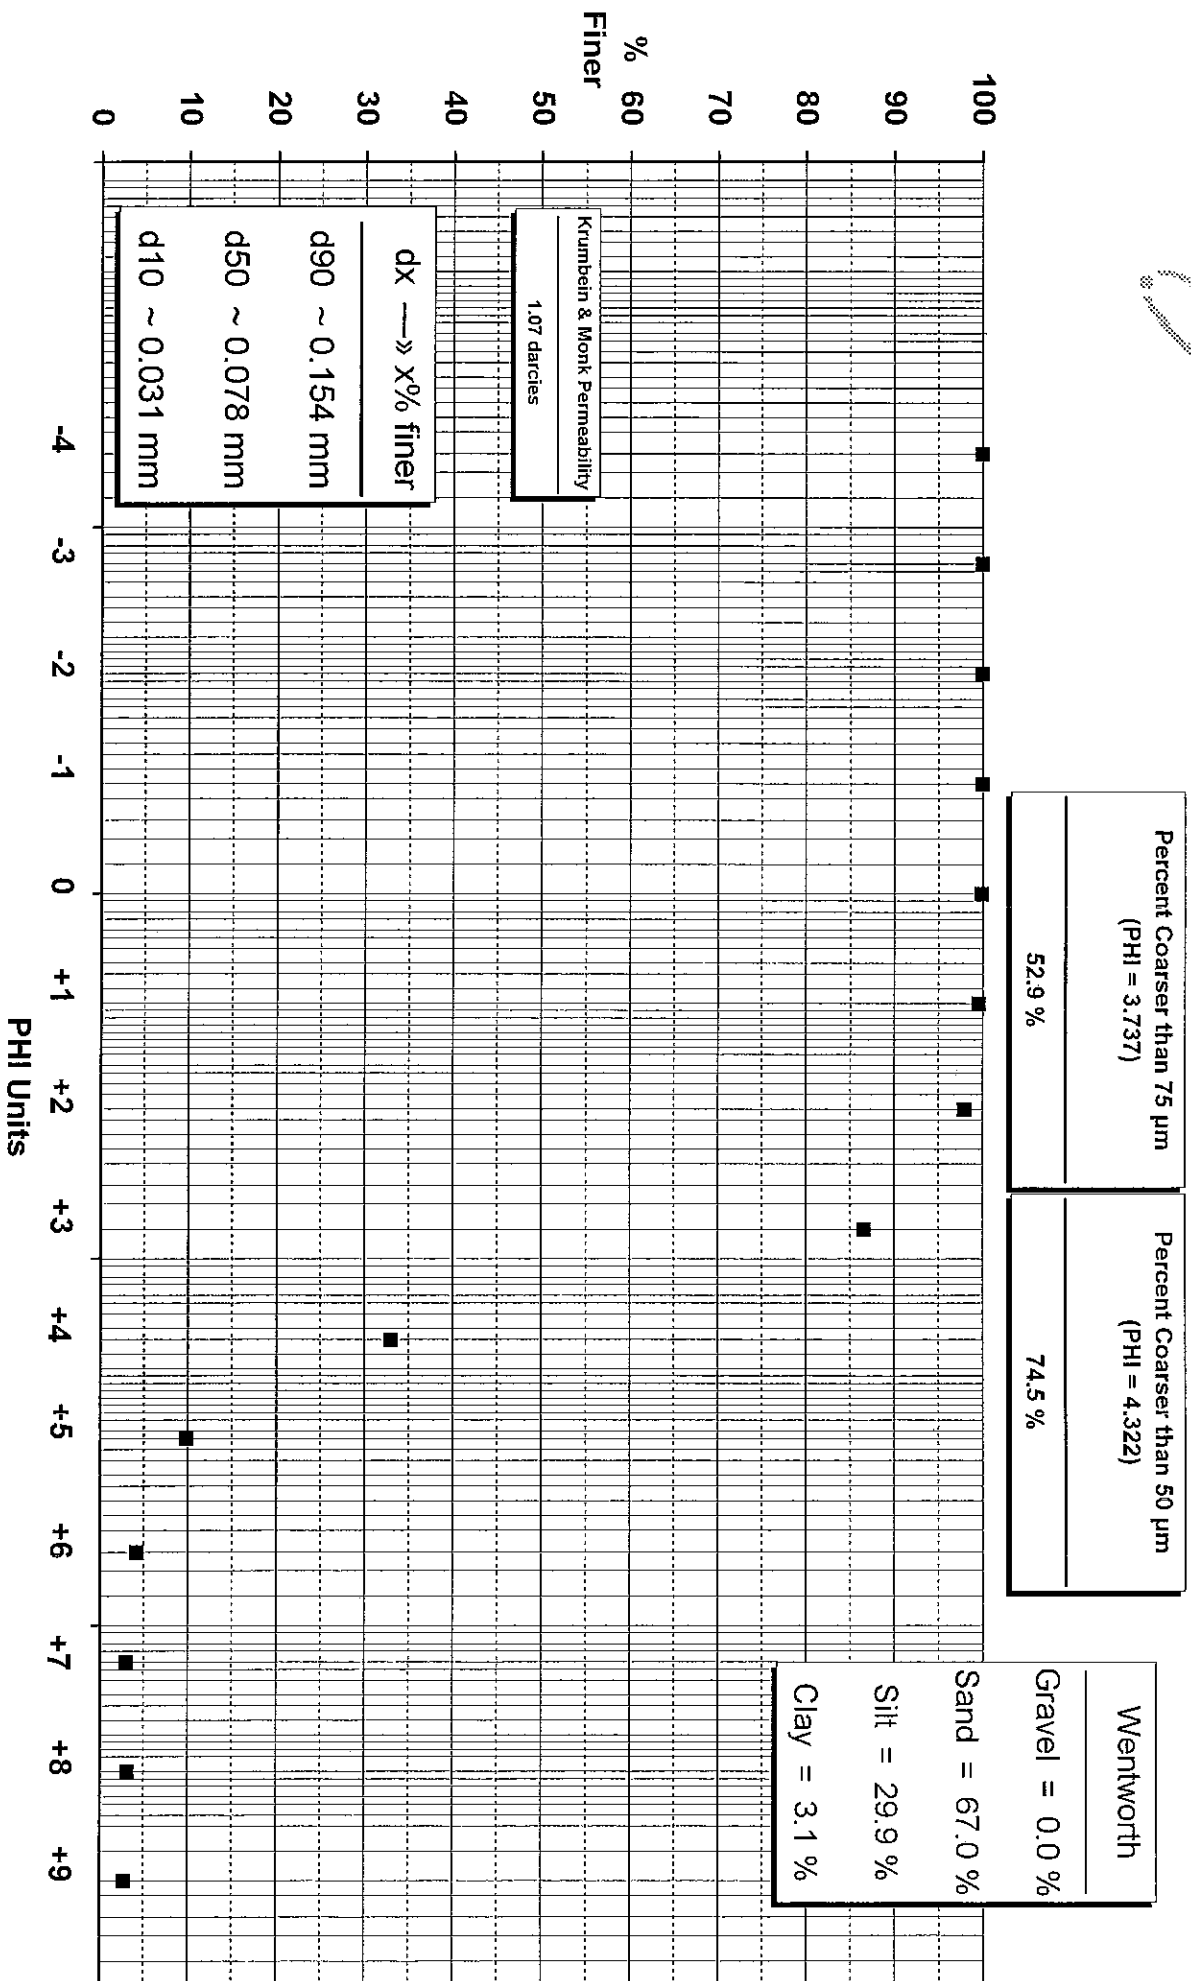 Percent Coarser than 75 µm
(PHI = 3.737)
52.9 %
Percent Coarser than 50 µm
(PHI = 4.322)
74.5 %
Wentworth
Gravel = 0.0 %
Sand = 67.0 %
Silt = 29.9 %
Clay = 3.1 %
%
Finer
100
90
80
70
60
50
40
30
20
10
0
Krumbein & Monk Permeability
1.07 darcies
dx —» x% finer
d90 ~ 0.154 mm
d50 ~ 0.078 mm
d10 ~ 0.031 mm
-4
-3
-2
-1
0
+1
+2
+3
+4
+5
+6
+7
+8
+9
PHI Units